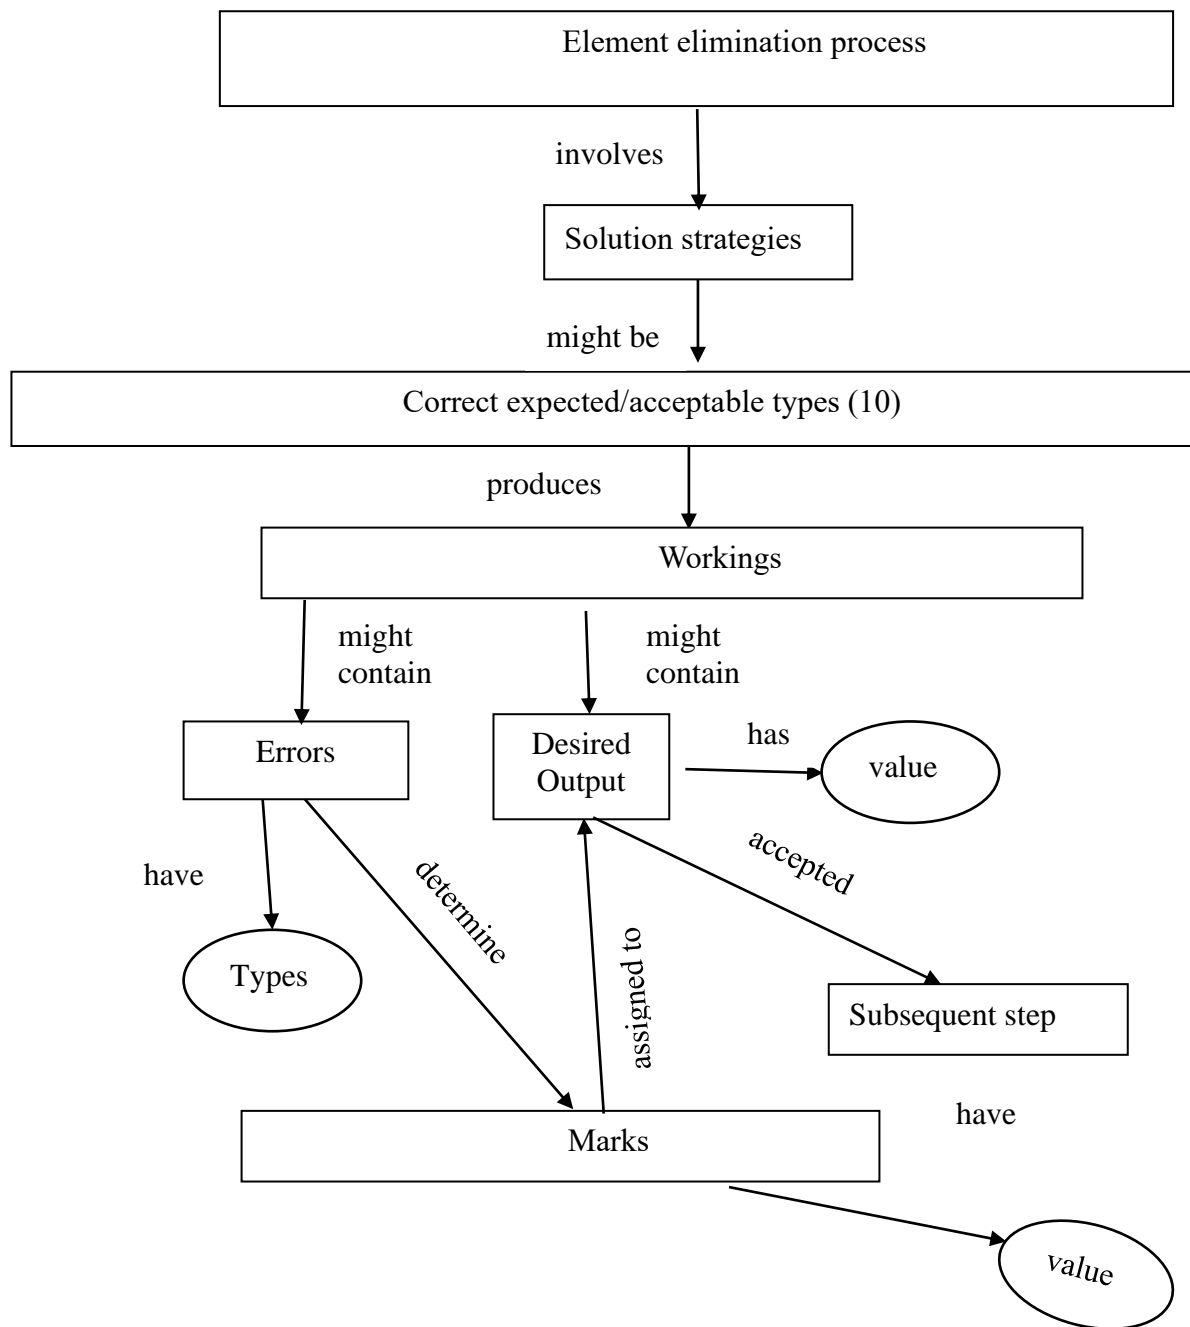 Element elimination process
involves
Solution strategies
might be
Correct expected/acceptable types (10)
produces
Workings
might
contain
might
contain
Errors
Desired
Output
has
value
have
determine
accepted
Types
assigned to
Subsequent step
have
Marks
value